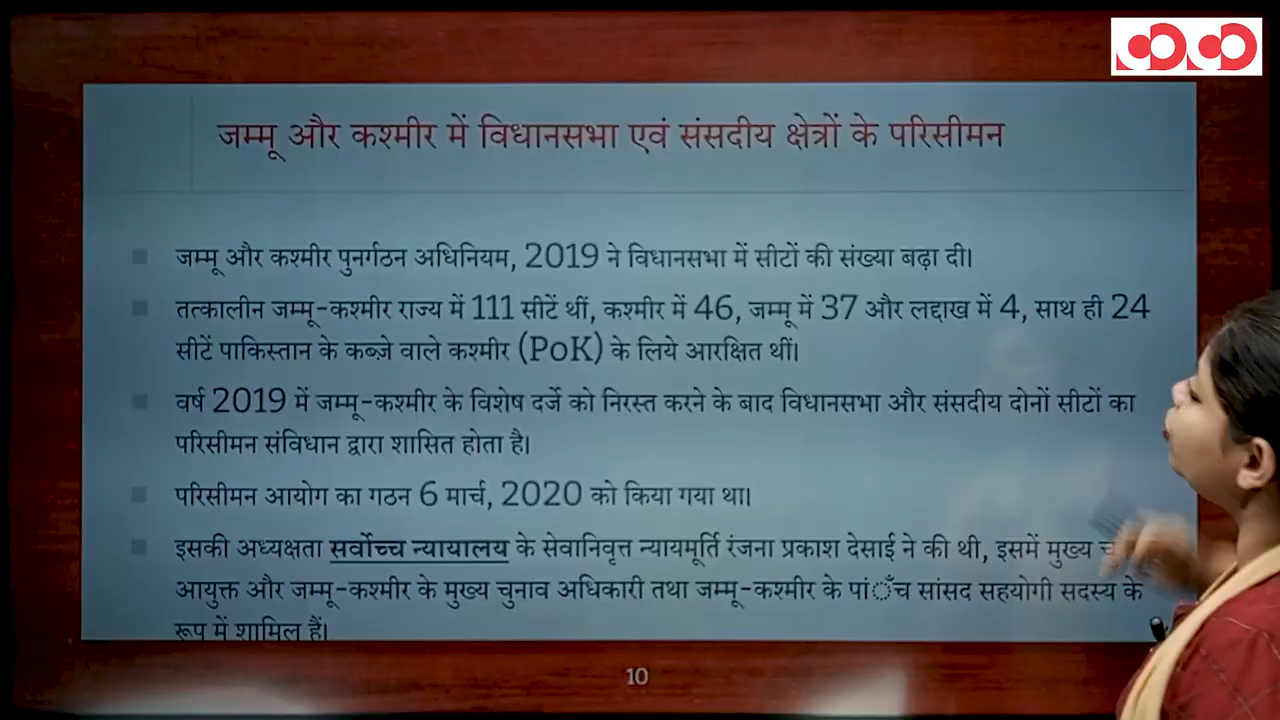 जम्मू और कश्मीर में विधानसभा एवं संसदीय क्षेत्रों के परिसीमन
जम्मू और कश्मीर पुनर्गठन अधिनियम, 2019 ने विधानसभा में सीटों की संख्या बढ़ा दी।
तत्कालीन जम्मू-कश्मीर राज्य में 111 सीटें थीं, कश्मीर में 46, जम्मू में 37 और लद्दाख में 4, साथ ही 24
सीटें पाकिस्तान के कब्ज़े वाले कश्मीर (PoK) के लिये आरक्षित थीं।
वर्ष 2019 में जम्मू-कश्मीर के विशेष दर्जे को निरस्त करने के बाद विधानसभा और संसदीय दोनों सीटों का
परिसीमन संविधान द्वारा शासित होता है।
परिसीमन आयोग का गठन 6 मार्च, 2020 को किया गया था।
इसकी अध्यक्षता सर्वोच्च न्यायालय के सेवानिवृत्त न्यायमूर्ति रंजना प्रकाश देसाई ने की थी, इसमें मुख्य
आयुक्त और जम्मू-कश्मीर के मुख्य चुनाव अधिकारी तथा जम्मू-कश्मीर के पांँच सांसद सहयोगी सदस्य के
रूप में शामिल हैं।
10